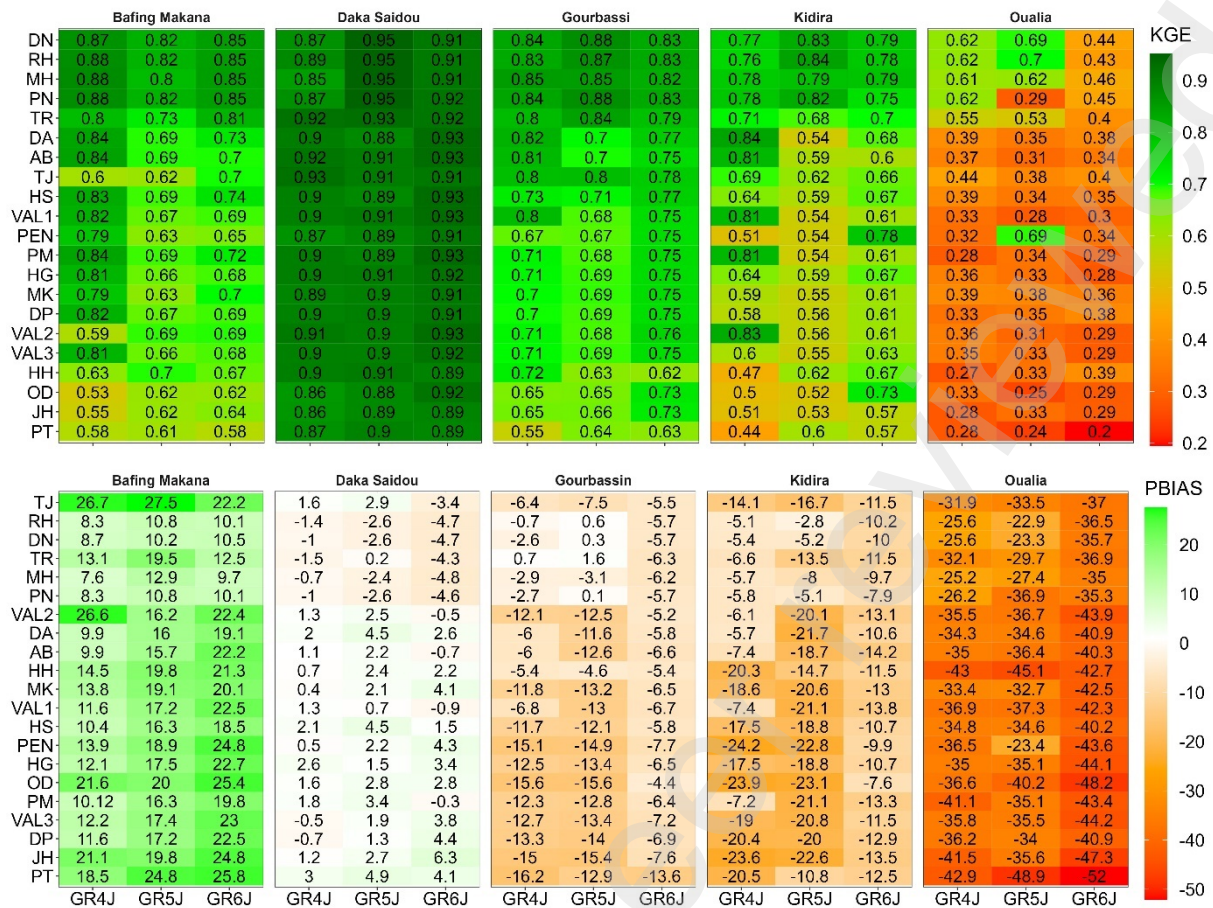 Bafing Makana Daka Saidou Gourbassi Kidira Oualia
KGE
DN 0.87 0.82 0.85 0.87 0.95 0.91 0.84 0.88 0.83 0.77 0.83 0.79 0.62 0.69 0.44
RH 0.88 0.82 0.85 0.89 0.95 0.91 0.83 0.87 0.83 0.76 0.84 0.78 0.62 0.7 0.43
MH 0.88 0.8 0.85 0.85 0.95 0.91 0.85 0.85 0.82 0.78 0.79 0.79 0.61 0.62 0.46
PN 0.88 0.82 0.85 0.87 0.95 0.92 0.84 0.88 0.83 0.78 0.82 0.75 0.62 0.29 0.45
TR 0.8 0.73 0.81 0.92 0.93 0.92 0.8 0.84 0.79 0.71 0.68 0.7 0.55 0.53 0.4
DA 0.84 0.69 0.73 0.9 0.88 0.93 0.82 0.7 0.77 0.84 0.54 0.68 0.39 0.35 0.38
AB 0.84 0.69 0.7 0.92 0.91 0.93 0.81 0.7 0.75 0.81 0.59 0.6 0.37 0.31 0.34
TJ 0.6 0.62 0.7 0.93 0.91 0.91 0.8 0.8 0.78 0.69 0.62 0.66 0.44 0.38 0.4
HS 0.83 0.69 0.74 0.9 0.89 0.93 0.73 0.71 0.77 0.64 0.59 0.67 0.39 0.34 0.35
VAL1 0.82 0.67 0.69 0.9 0.91 0.93 0.8 0.68 0.75 0.81 0.54 0.61 0.33 0.28 0.3
PEN 0.79 0.63 0.65 0.87 0.89 0.91 0.67 0.67 0.75 0.51 0.54 0.78 0.32 0.69 0.34
PM 0.84 0.69 0.72 0.9 0.89 0.93 0.71 0.68 0.75 0.81 0.54 0.61 0.28 0.34 0.29
HG 0.81 0.66 0.68 0.9 0.91 0.92 0.71 0.69 0.75 0.64 0.59 0.67 0.36 0.33 0.28
MK 0.79 0.63 0.7 0.89 0.9 0.91 0.7 0.69 0.75 0.59 0.55 0.61 0.39 0.38 0.36
DP 0.82 0.67 0.69 0.9 0.9 0.91 0.7 0.69 0.75 0.58 0.56 0.61 0.33 0.35 0.38
VAL2 0.59 0.69 0.69 0.91 0.9 0.93 0.71 0.68 0.76 0.83 0.56 0.61 0.36 0.31 0.29
VAL3 0.81 0.66 0.68 0.9 0.9 0.92 0.71 0.69 0.75 0.6 0.55 0.63 0.35 0.33 0.29
HH 0.63 0.7 0.67 0.9 0.91 0.89 0.72 0.63 0.62 0.47 0.62 0.62 0.27 0.33 0.39
OD 0.53 0.62 0.62 0.86 0.88 0.92 0.65 0.65 0.73 0.5 0.52 0.73 0.33 0.25 0.29
JH 0.55 0.62 0.64 0.86 0.89 0.89 0.65 0.66 0.73 0.51 0.53 0.57 0.28 0.33 0.29
PT 0.58 0.61 0.58 0.87 0.9 0.89 0.55 0.64 0.63 0.44 0.6 0.57 0.28 0.24 0.2
0.9
0.8
0.7
0.6
0.5
0.4
0.3
0.2
Bafing Makana Daka Saidou Gourbassin Kidira Oualia
PBIAS
TJ 26.7 27.5 22.2 1.6 2.9 -3.4 -6.4 -7.5 -5.5 -14.1 -16.7 -11.5 -31.9 -33.5 -37
RH 8.3 10.8 10.1 -1.4 -2.6 -4.7 -0.7 0.6 -5.7 -5.1 -2.8 -10.2 -25.6 -22.9 -36.5
DN 8.7 10.2 10.5 -1 -2.6 -4.7 -2.6 0.3 -5.7 -5.4 -5.2 -10 -25.6 -23.3 -35.7
TR 13.1 19.5 12.5 -1.5 0.2 -4.3 0.7 1.6 -6.3 -6.6 -13.5 -11.5 -32.1 -29.7 -36.9
MH 7.6 12.9 9.7 -0.7 -2.4 -4.8 -2.9 -3.1 -6.2 -5.7 -8 -9.7 -25.2 -27.4 -35
PN 8.3 10.8 10.1 -1 -2.6 -4.6 -2.7 0.1 -5.7 -5.8 -5.1 -7.9 -26.2 -36.9 -35.3
VAL2 26.6 16.2 22.4 1.3 2.5 -0.5 -12.1 -12.5 -5.2 -6.1 -20.1 -13.1 -35.5 -36.7 -43.9
DA 9.9 16 19.1 2 4.5 2.6 -6 -11.6 -5.8 -5.7 -21.7 -10.6 -34.3 -34.6 -40.9
AB 9.9 15.7 22.2 1.1 2.2 -0.7 -6 -12.6 -6.6 -7.4 -18.7 -14.2 -35 -36.4 -40.3
HH 14.5 19.8 21.3 0.7 2.4 2.2 -5.4 -4.6 -5.4 -20.3 -14.7 -11.5 -43 -45.1 -42.7
MK 13.8 19.1 20.1 0.4 2.1 4.1 -11.8 -13.2 -6.5 -18.6 -20.6 -13 -33.4 -32.7 -42.5
VAL1 11.6 17.2 22.5 1.3 0.7 -0.9 -6.8 -13 -6.7 -7.4 -21.1 -13.8 -36.9 -37.3 -42.3
HS 10.4 16.3 18.5 2.1 4.5 1.5 -11.7 -12.1 -5.8 -17.5 -18.8 -10.7 -34.8 -34.6 -40.2
PEN 13.9 18.9 24.8 0.5 2.2 4.3 -15.1 -14.9 -7.7 -24.2 -22.8 -9.9 -36.5 -23.4 -43.6
HG 12.1 17.5 22.7 2.6 1.5 3.4 -12.5 -13.4 -6.5 -17.5 -18.8 -10.7 -35 -35.1 -44.1
OD 21.6 20 25.4 1.6 2.8 2.8 -15.6 -15.6 -4.4 -23.9 -23.1 -7.6 -36.6 -40.2 -48.2
PM 10.12 16.3 19.8 1.8 3.4 -0.3 -12.3 -12.8 -6.4 -7.2 -21.1 -13.3 -41.1 -35.1 -43.4
VAL3 12.2 17.4 23 -0.5 1.9 3.8 -12.7 -13.4 -7.2 -19 -20.8 -11.5 -35.8 -35.5 -44.2
DP 11.6 17.2 22.5 -0.7 1.3 4.4 -13.3 -14 -6.9 -20.4 -20 -12.9 -36.2 -34 -40.9
JH 21.1 19.8 24.8 1.2 2.7 6.3 -15 -15.4 -7.6 -23.6 -22.6 -13.5 -41.5 -35.6 -47.3
PT 18.5 24.8 25.8 3 4.9 4.1 -16.2 -12.9 -13.6 -20.5 -10.8 -12.5 -42.9 -48.9 -52
GR4J GR5J GR6J GR4J GR5J GR6J GR4J GR5J GR6J GR4J GR5J GR6J GR4J GR5J GR6J
20
10
0
-10
-20
-30
-40
-50